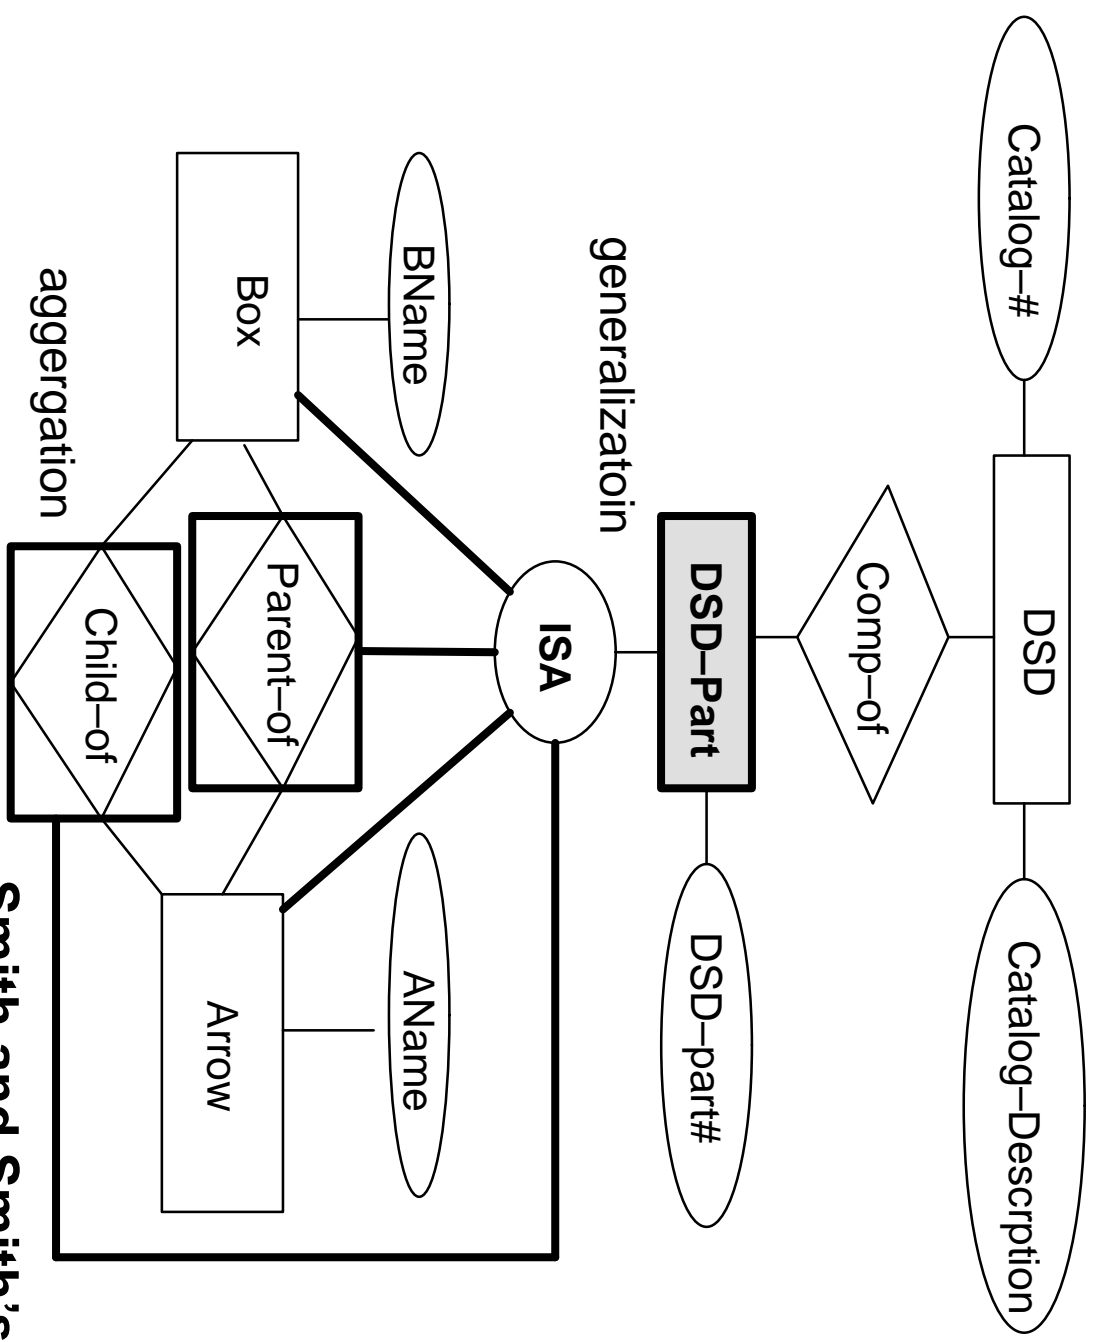 Catalog–#
DSD
Catalog–Descrption
Comp–of
DSD–Part
DSD–part#
generalizatoin
ISA
BName
AName
Box
Parent–of
Arrow
Child–of
aggergation
Smith and Smith's